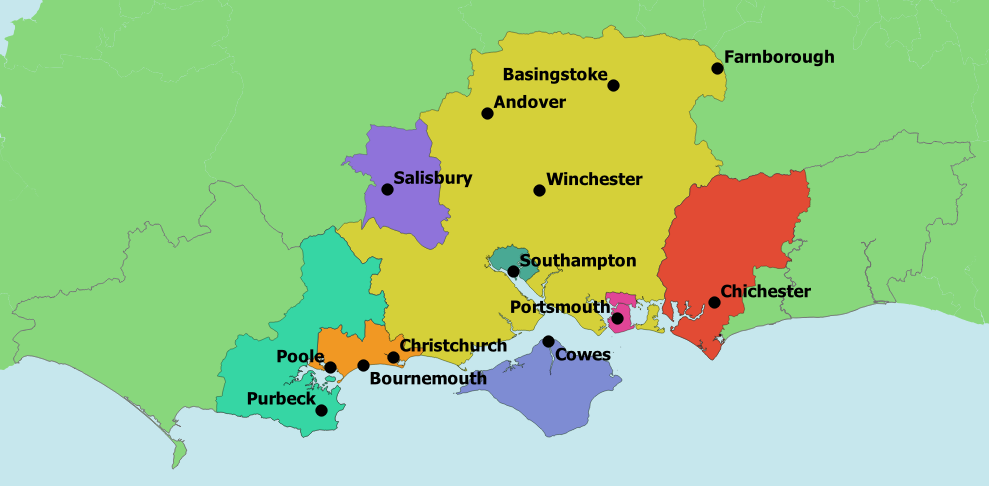 Farnborough
Basingstoke
Andover
Salisbury
Winchester
Southampton
Chichester
Portsmouth
Christchurch
Cowes
Poole
Bournemouth
Purbeck